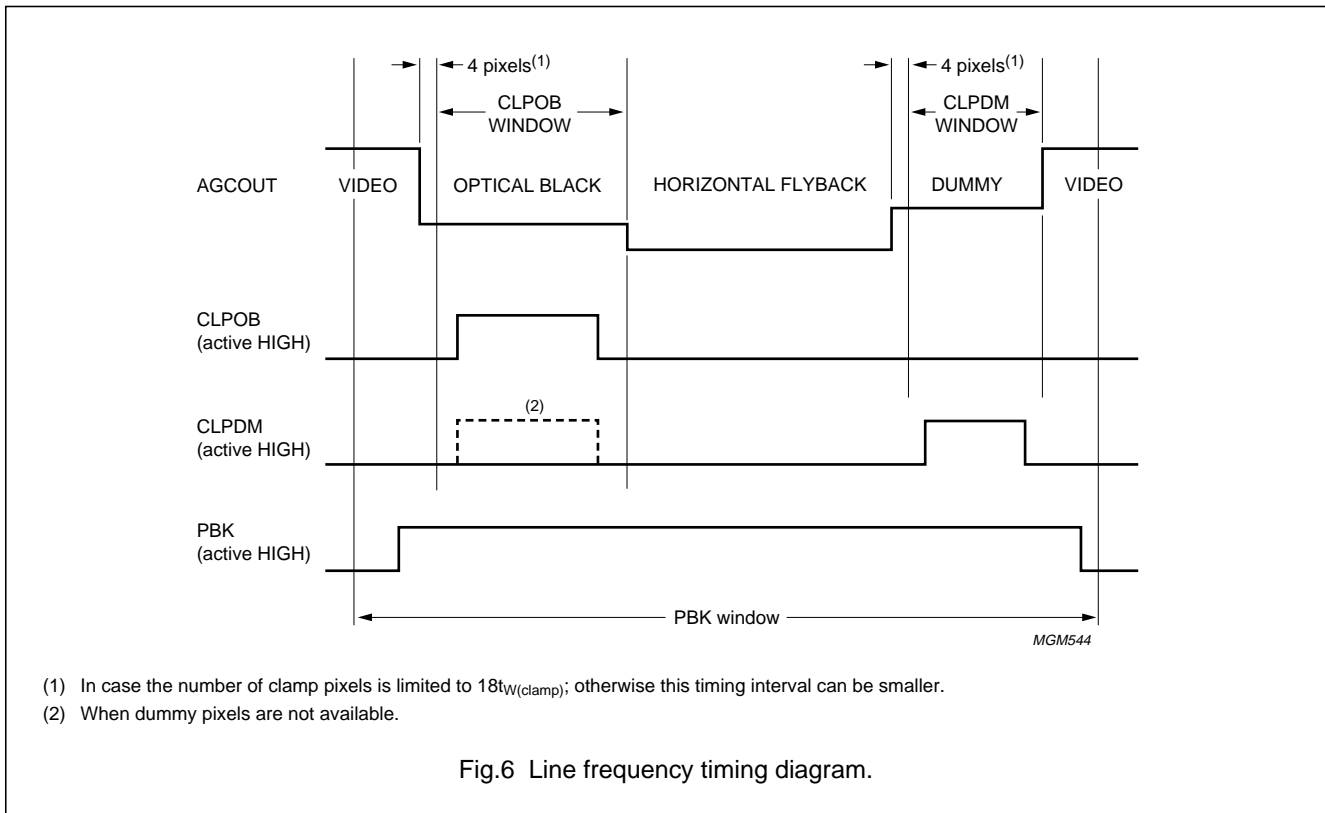 4 pixels(1)
4 pixels(1)
CLPOB
WINDOW
CLPDM
WINDOW
AGCOUT
VIDEO
OPTICAL BLACK
HORIZONTAL FLYBACK
DUMMY
VIDEO
CLPOB
(active HIGH)
(2)
CLPDM
(active HIGH)
PBK
(active HIGH)
PBK window
MGM544
(1) In case the number of clamp pixels is limited to 18tW(clamp); otherwise this timing interval can be smaller.
(2) When dummy pixels are not available.
Fig.6 Line frequency timing diagram.